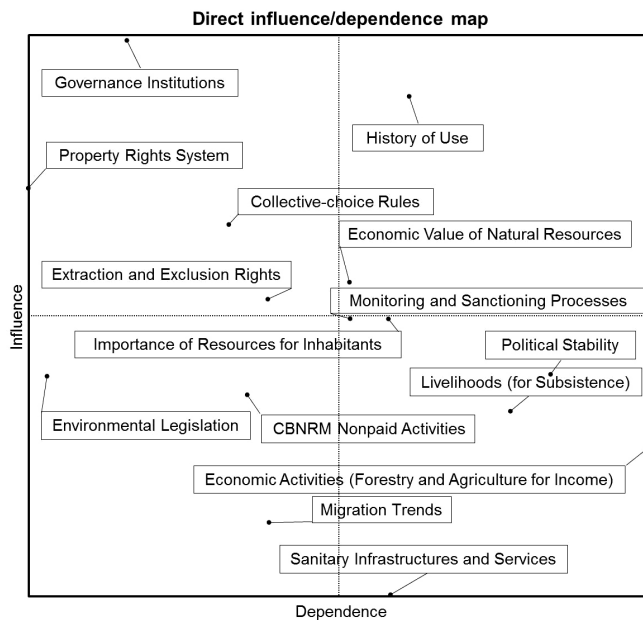 Direct influence/dependence map
Governance Institutions
History of Use
Property Rights System
Collective-choice Rules
Economic Value of Natural Resources
Extraction and Exclusion Rights
Monitoring and Sanctioning Processes
Influence
Importance of Resources for Inhabitants
Political Stability
Livelihoods (for Subsistence)
Environmental Legislation
CBNRM Nonpaid Activities
Economic Activities (Forestry and Agriculture for Income)
Migration Trends
Sanitary Infrastructures and Services
Dependence